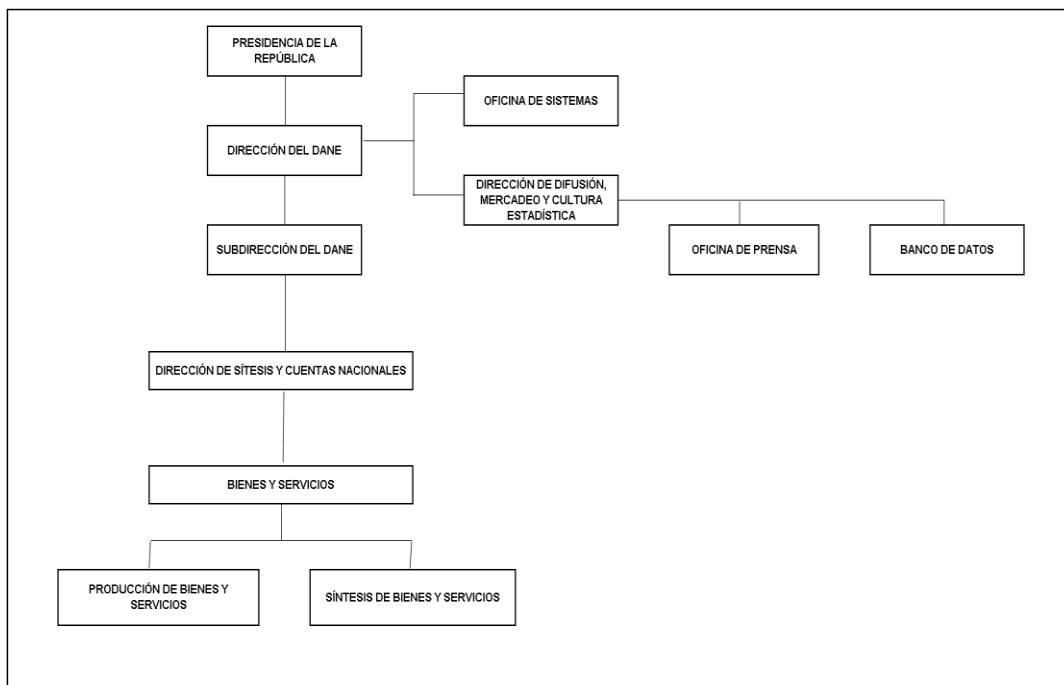 PRESIDENCIA DE LA
REPÚBLICA
OFICINA DE SISTEMAS
DIRECCIÓN DEL DANE
DIRECCIÓN DE DIFUSIÓN,
MERCADEO Y CULTURA
ESTADÍSTICA
SUBDIRECCIÓN DEL DANE
OFICINA DE PRENSA
BANCO DE DATOS
DIRECCIÓN DE SÍTESIS Y CUENTAS NACIONALES
BIENES Y SERVICIOS
PRODUCCIÓN DE BIENES Y
SERVICIOS
SÍNTESIS DE BIENES Y SERVICIOS